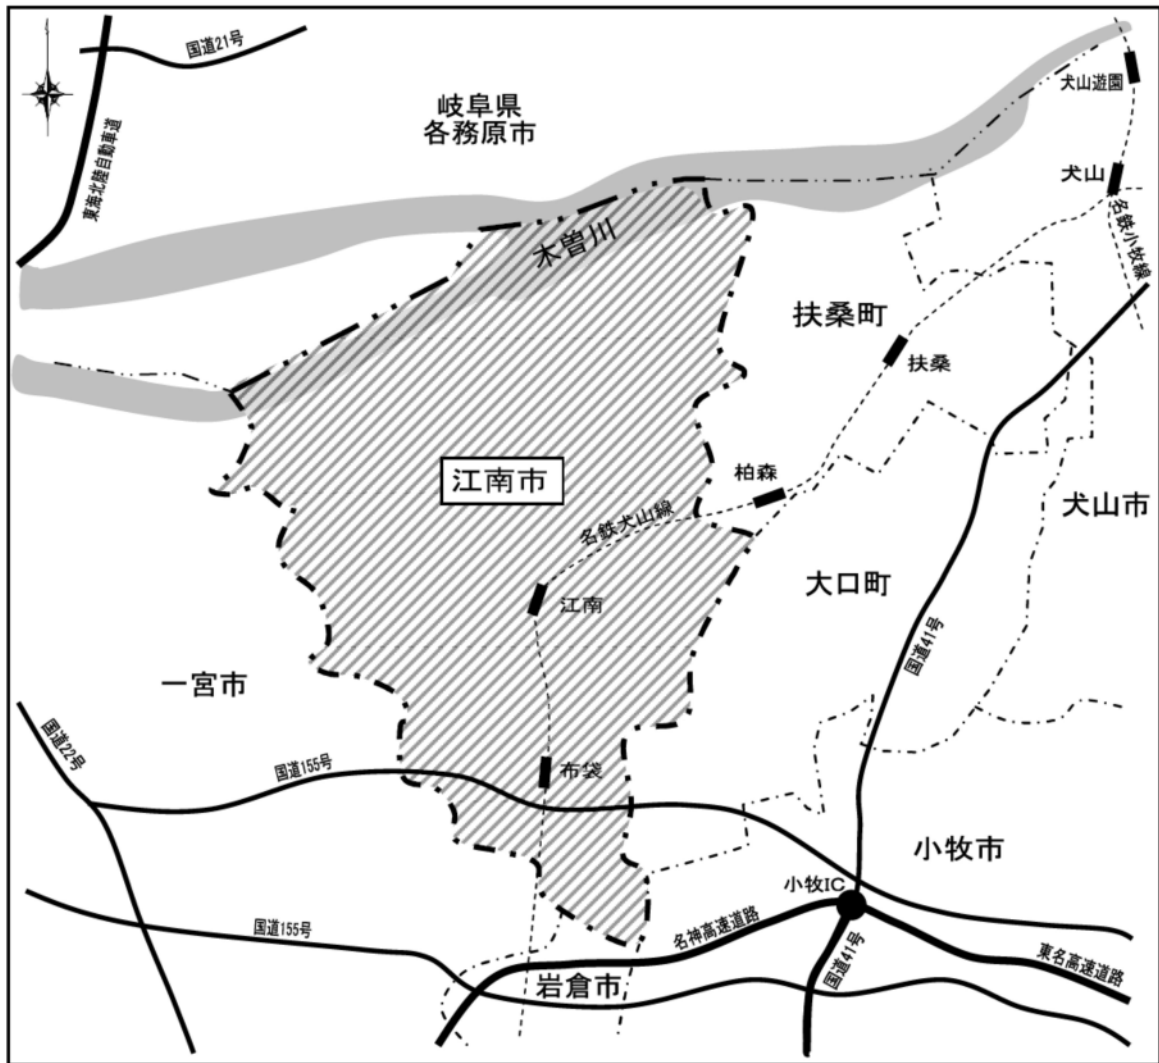 国道21号
東海北陸自動車道
岐阜県
各務原市
犬山遊園
犬山
名鉄小牧線
木曽川
扶桑町
扶桑
江南市
柏森
名鉄犬山線
犬山市
江南
大口町
国道41号
一宮市
国道22号
国道155号
布袋
小牧市
小牧IC
国道155号
名神高速道路
国道41号
東名高速道路
岩倉市